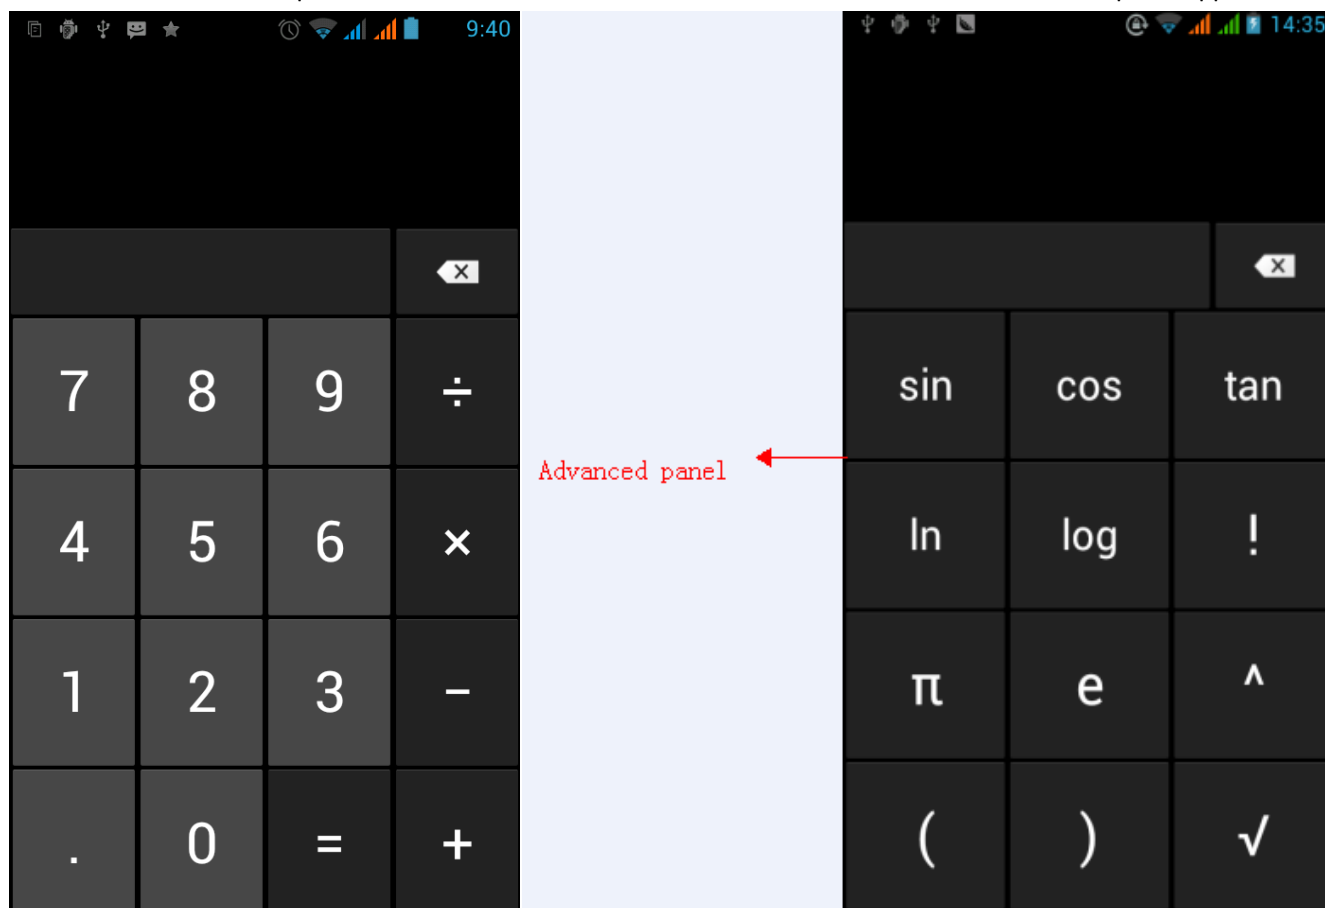 9:40
7 8 9 ÷
4 5 6 ×
1 2 3 −
. 0 = +
Advanced panel
14:35
sin cos tan
ln log !
π e ^
( ) √